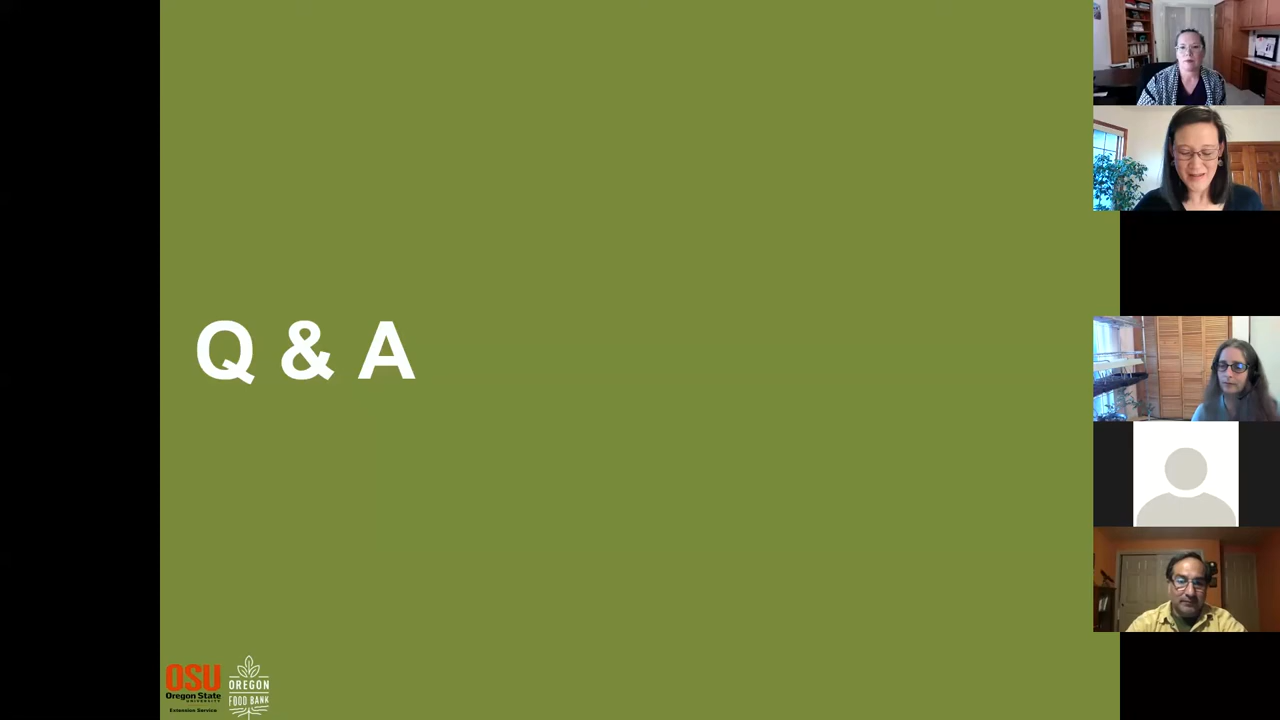 Q & A
OSU
Oregon State
UNIVERSITY
Extension Service
OREGON
FOOD BANK